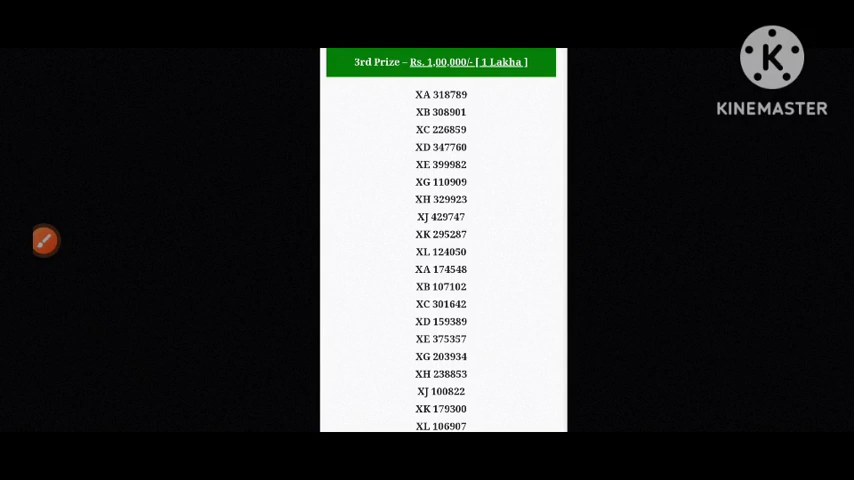 3rd Prize – Rs. 1,00,000/- [ 1 Lakha ]
XA 318789
XB 308901
XC 226859
XD 347760
XE 399982
XG 110909
XH 329923
XJ 429747
XK 295287
XL 124050
XA 174548
XB 107102
XC 301642
XD 159389
XE 375357
XG 203934
XH 238853
XJ 100822
XK 179300
XL 106907
K
KINEMASTER